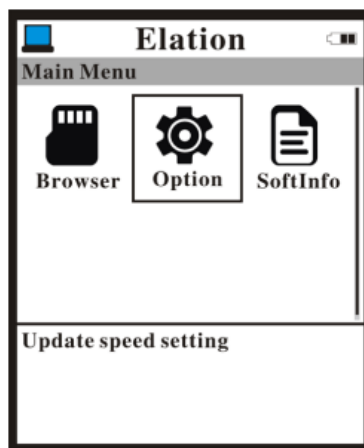 Elation
Main Menu
Browser Option SoftInfo
Update speed setting